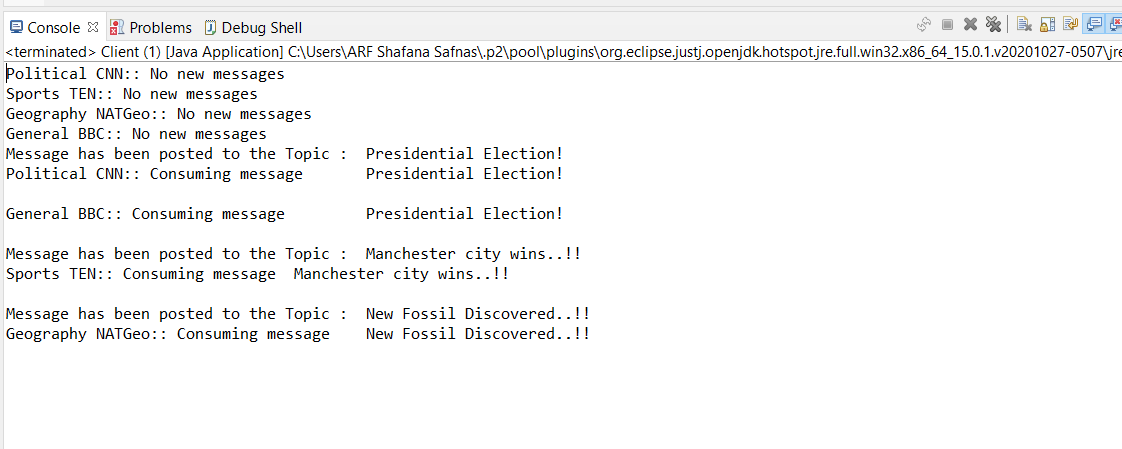 Console Problems Debug Shell
<terminated> Client (1) [Java Application] C:\Users\ARF Shafana Safnas\.p2\pool\plugins\org.eclipse.justj.openjdk.hotspot.jre.full.win32.x86_64_15.0.1.v20201027-0507\jre
Political CNN:: No new messages
Sports TEN:: No new messages
Geography NATGeo:: No new messages
General BBC:: No new messages
Message has been posted to the Topic :  Presidential Election!
Political CNN:: Consuming message       Presidential Election!
General BBC:: Consuming message         Presidential Election!
Message has been posted to the Topic :  Manchester city wins..!!
Sports TEN:: Consuming message  Manchester city wins..!!
Message has been posted to the Topic :  New Fossil Discovered..!!
Geography NATGeo:: Consuming message    New Fossil Discovered..!!